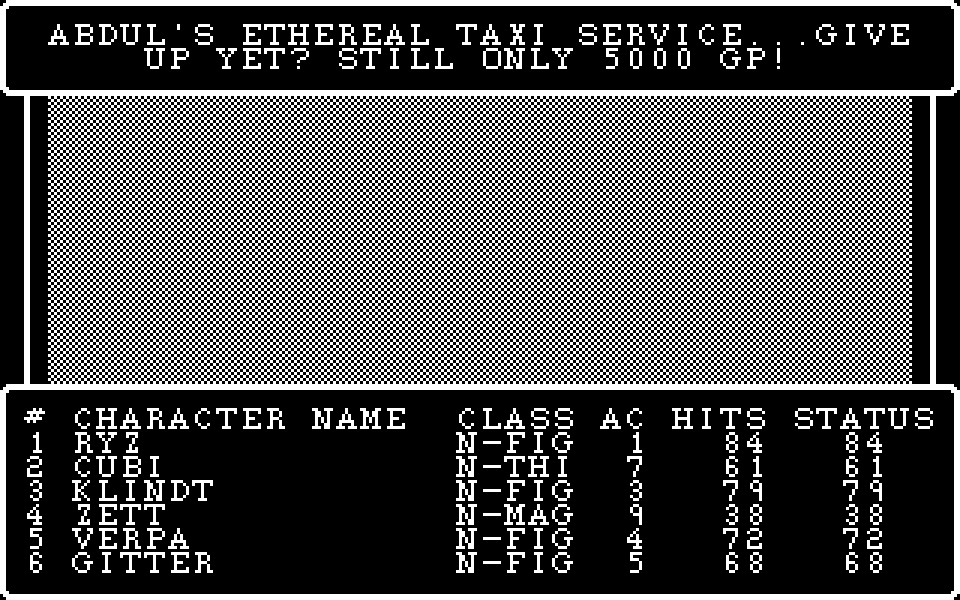 ABDUL'S ETHEREAL TAXI SERVICE...GIVE
UP YET? STILL ONLY 5000 GP!
# CHARACTER NAME CLASS AC HITS STATUS
1 RYZ N-FIG 1 84 84
2 CUBI N-THI 7 61 61
3 KLINDT N-FIG 3 79 79
4 ZETT N-MAG 9 38 38
5 VERPA N-FIG 4 72 72
6 GITTER N-FIG 5 68 68